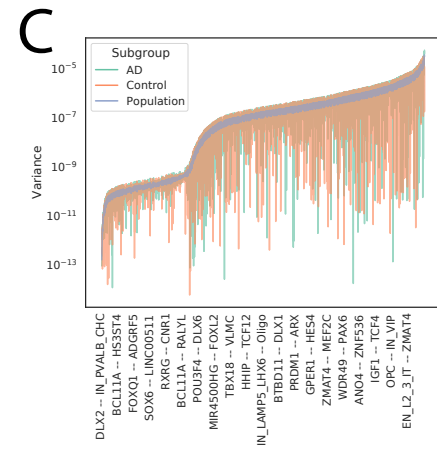 C
Subgroup
AD
Control
Population
Variance
10⁻⁵
10⁻⁷
10⁻⁹
10⁻¹¹
10⁻¹³
DLX2 -- IN_PVALB_CHC
BCL11A -- HS3ST4
FOXQ1 -- ADGRF5
SOX6 -- LINC00511
RXRG -- CNR1
BCL11A -- RALYL
POU3F4 -- DLX6
MIR4500HG -- FOXL2
TBX18 -- VLMC
HHIP -- TCF12
IN_LAMP5_LHX6 -- Oligo
BTBD11 -- DLX1
PRDM1 -- ARX
GPER1 -- HES4
ZMAT4 -- MEF2C
WDR49 -- PAX6
ANO4 -- ZNF536
IGF1 -- TCF4
OPC -- IN_VIP
EN_L2_3_IT -- ZMAT4